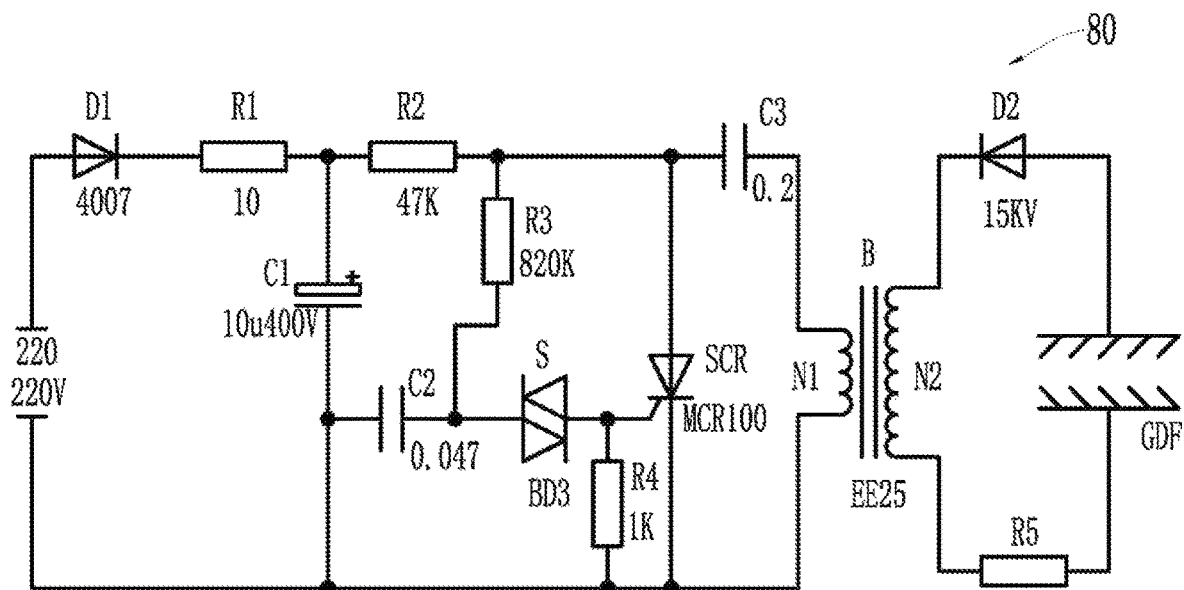 80
D1
R1
R2
C3
D2
4007
10
47K
R3
820K
0.2
15KV
C1
10u400V
B
220
220V
C2
0.047
S
BD3
SCR
MCR100
N1
N2
GDF
R4
1K
EE25
R5